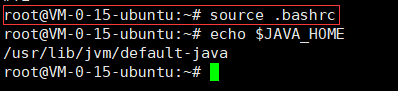 root@VM-0-15-ubuntu:~# source .bashrc
root@VM-0-15-ubuntu:~# echo $JAVA_HOME
/usr/lib/jvm/default-java
root@VM-0-15-ubuntu:~#